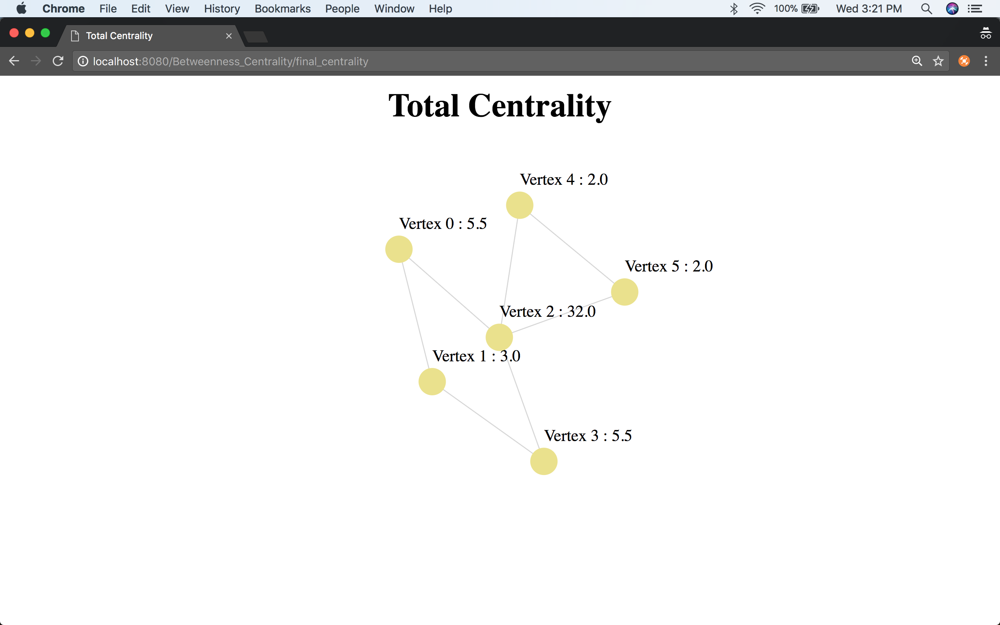 Chrome File Edit View History Bookmarks People Window Help 100% Wed 3:21 PM
Total Centrality
localhost:8080/Betweenness_Centrality/final_centrality
Total Centrality
Vertex 4 : 2.0
Vertex 0 : 5.5
Vertex 5 : 2.0
Vertex 2 : 32.0
Vertex 1 : 3.0
Vertex 3 : 5.5